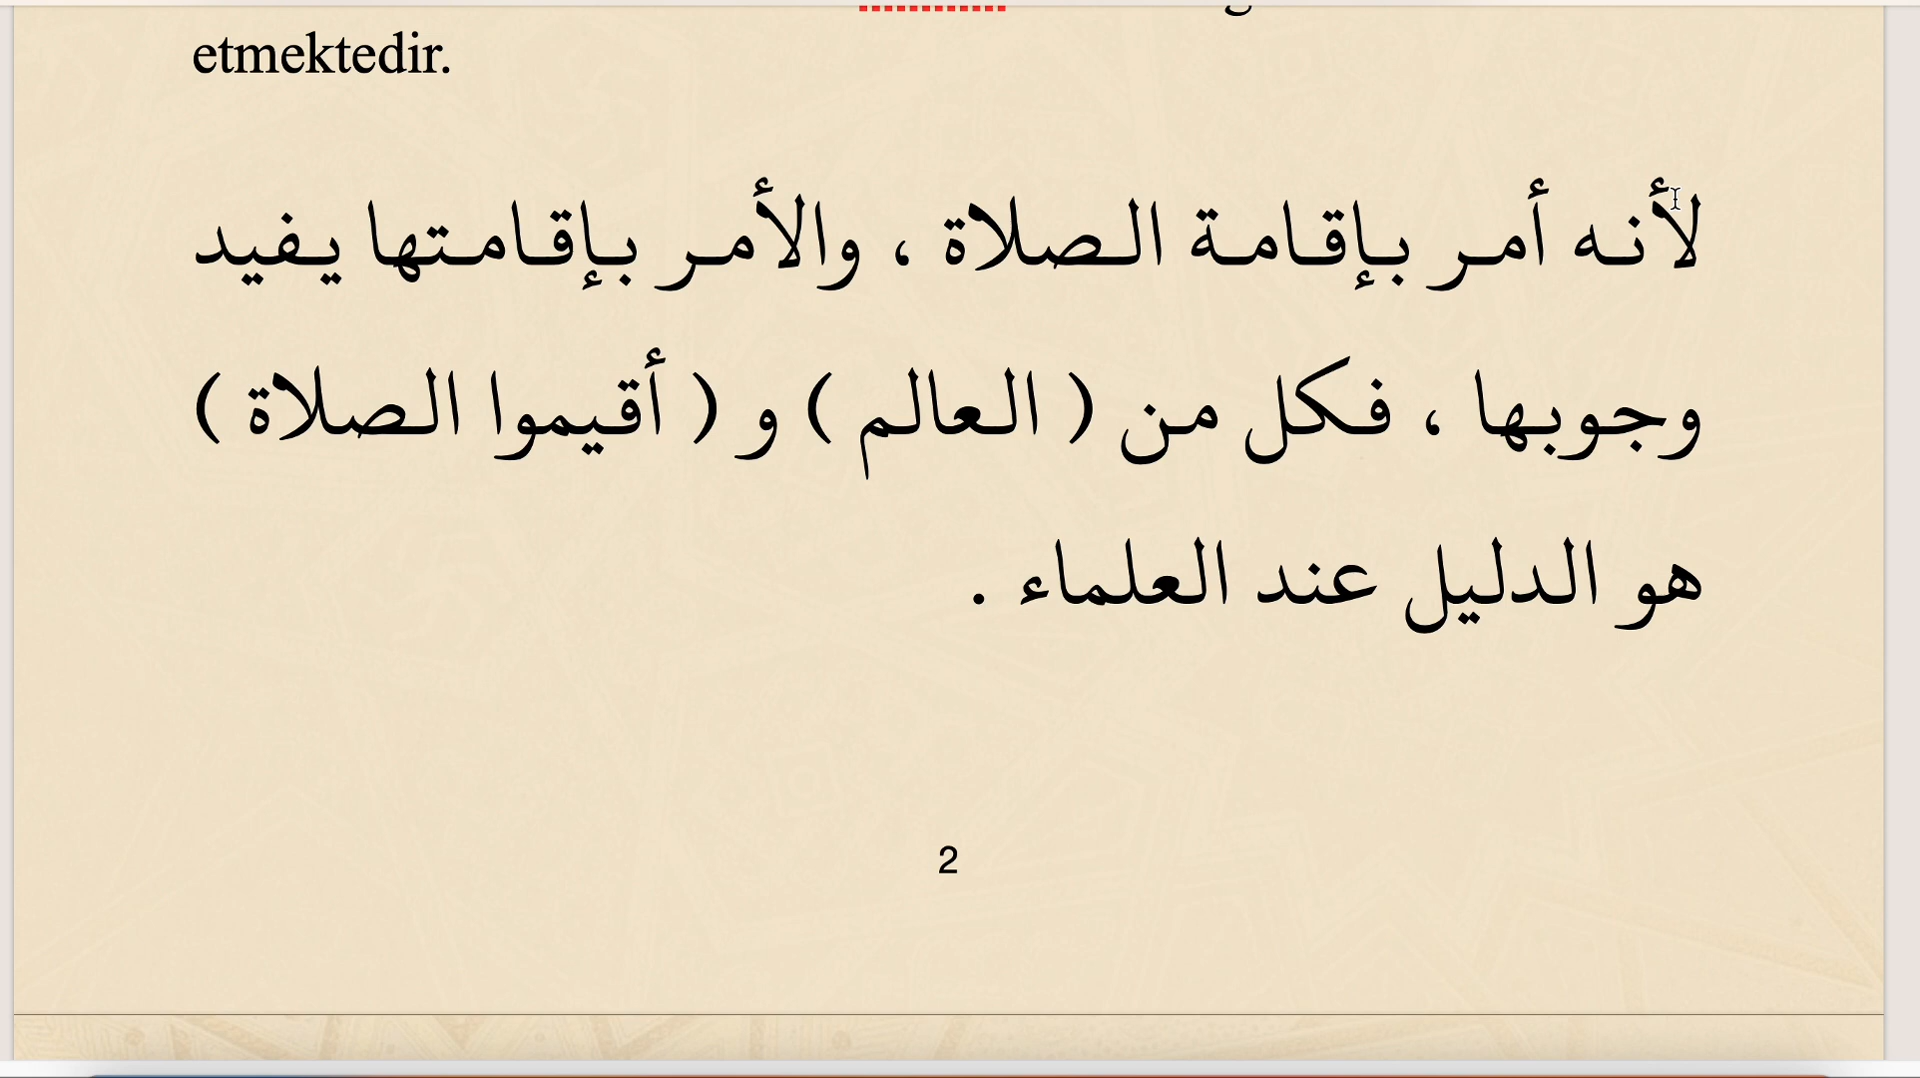 etmektedir.
لأنه أمر بإقامة الصلاة ، والأمر بإقامتها يفيد
وجوبها ، فكل من ( العالم ) و ( أقيموا الصلاة )
هو الدليل عند العلماء .
2